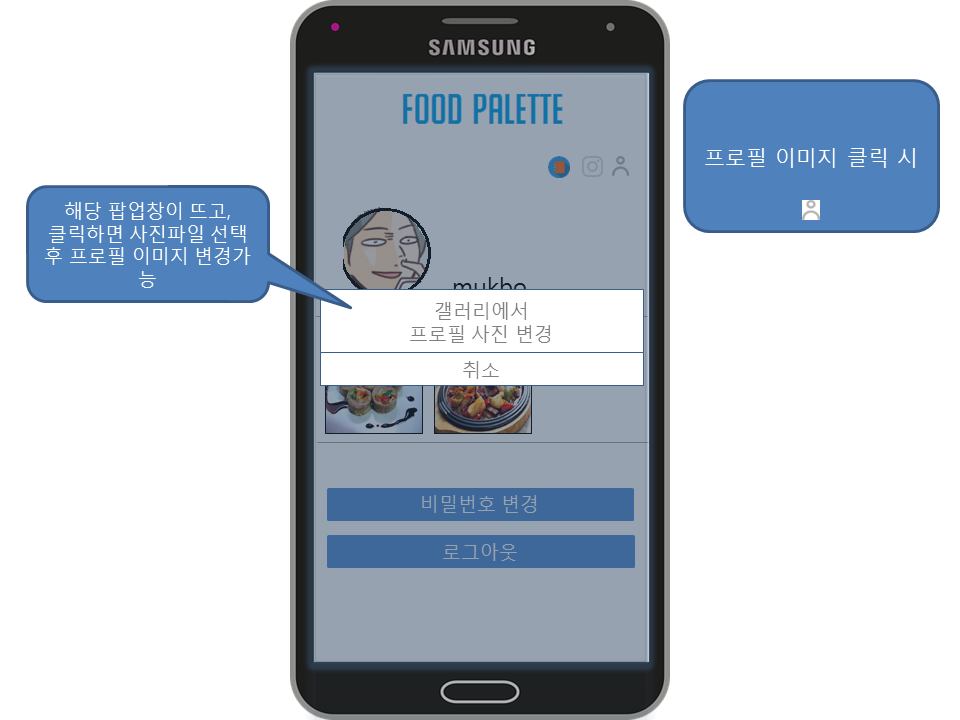 SAMSUNG
FOOD PALETTE
프로필 이미지 클릭 시
해당 팝업창이 뜨고,
클릭하면 사진파일 선택
후 프로필 이미지 변경가
능
mukbo
갤러리에서
프로필 사진 변경
취소
비밀번호 변경
로그아웃